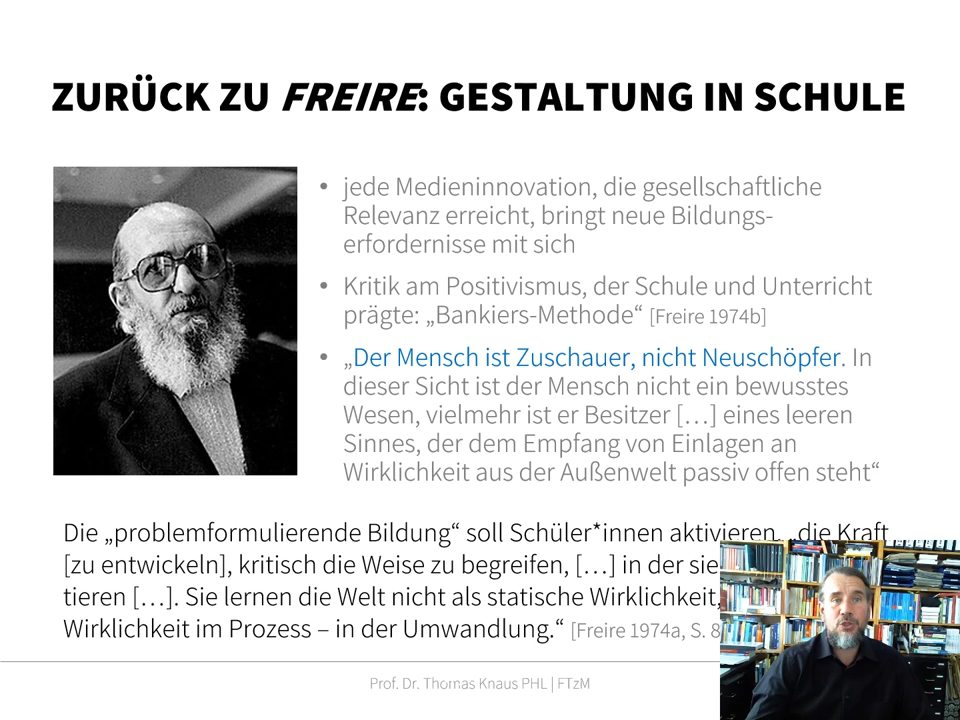 ZURÜCK ZU FREIRE: GESTALTUNG IN SCHULE
• jede Medieninnovation, die gesellschaftliche
Relevanz erreicht, bringt neue Bildungs-
erfordernisse mit sich
• Kritik am Positivismus, der Schule und Unterricht
prägte: „Bankiers-Methode“ [Freire 1974b]
• „Der Mensch ist Zuschauer, nicht Neuschöpfer. In
dieser Sicht ist der Mensch nicht ein bewusstes
Wesen, vielmehr ist er Besitzer […] eines leeren
Sinnes, der dem Empfang von Einlagen an
Wirklichkeit aus der Außenwelt passiv offen steht“
Die „problemformulierende Bildung“ soll Schüler*innen aktivieren, „die Kraft
[zu entwickeln], kritisch die Weise zu begreifen, […] in der sie
tieren […]. Sie lernen die Welt nicht als statische Wirklichkeit,
Wirklichkeit im Prozess – in der Umwandlung.“ [Freire 1974a, S. 8
Prof. Dr. Thomas Knaus PHL | FTzM